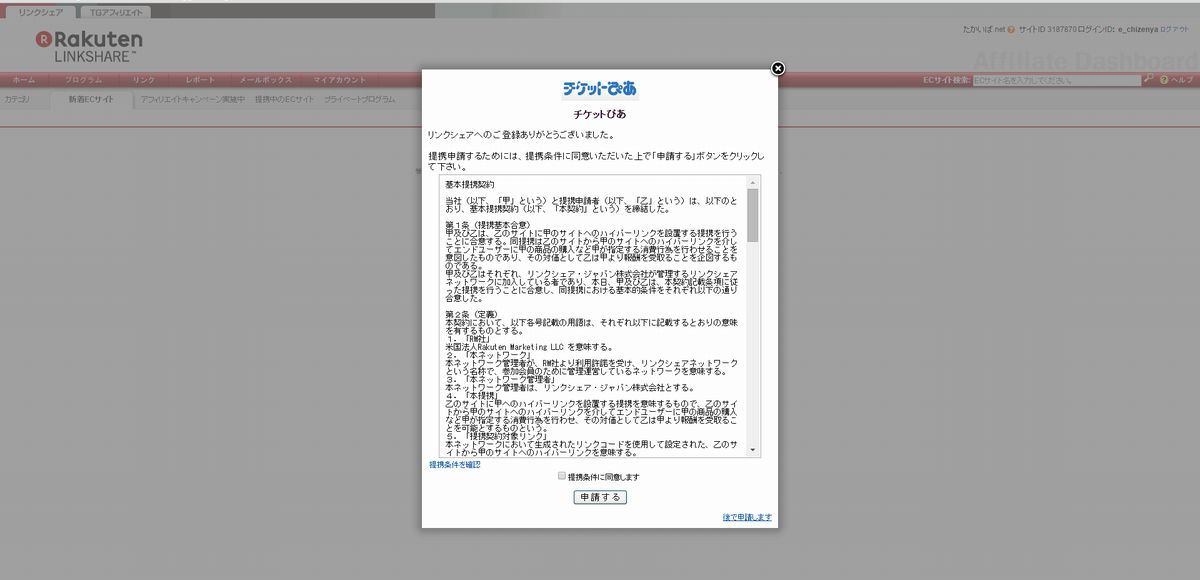 リンクシェア TGアフィリエイト
Rakuten
LINKSHARE™
たかいば net サイトID 3187870 ログインID: e_chizenya ログアウト
Affiliate Dashboard
ホーム プログラム リンク レポート メールボックス マイアカウント
ECサイト検索: ECサイト名を入力してください。 ヘルプ
カテゴリ 新着ECサイト アフィリエイトキャンペーン実施中 提携中のECサイト プライベートプログラム
チケットぴあ
チケットぴあ
リンクシェアへのご登録ありがとうございました。
提携申請するためには、提携条件に同意いただいた上で「申請する」ボタンをクリックし
て下さい。
基本提携契約
当社（以下、「甲」という）と提携申請者（以下、「乙」という）は、以下のと
おり、基本提携契約（以下、「本契約」という）を締結した。
第１条（提携基本合意）
甲及び乙は、乙のサイトに甲のサイトへのハイパーリンクを設置する提携を行う
ことに合意する。同提携は乙のサイトから甲のサイトへのハイパーリンクを介し
てエンドユーザーに甲の商品の購入など甲が指定する消費行為を行わせることを
意図したものであり、その対価として乙は甲より報酬を受取ることを企図するも
のである。
甲及び乙はそれぞれ、リンクシェア・ジャパン株式会社が管理するリンクシェア
ネットワークに加入している者であり、本日、甲及び乙は、本契約記載条項に従
った提携を行うことに合意し、同提携における基本的条件をそれぞれ以下の通り
合意した。
第２条（定義）
本契約において、以下各号記載の用語は、それぞれ以下に記載するとおりの意味
を有するものとする。
１．「RM社」
米国法人Rakuten Marketing LLC を意味する。
２．「本ネットワーク」
本ネットワーク管理者が、RM社より利用許諾を受け、リンクシェアネットワーク
という名称で、参加会員のために管理運営しているネットワークを意味する。
３．「本ネットワーク管理者」
本ネットワーク管理者は、リンクシェア・ジャパン株式会社とする。
４．「本提携」
乙のサイトに甲へのハイパーリンクを設置する提携を意味するもので、乙のサイ
トから甲のサイトへのハイパーリンクを介してエンドユーザーに甲の商品の購入
など甲が指定する消費行為を行わせ、その対価として乙は甲より報酬を受取るこ
とを可能とするものという。
５．「提携契約対象リンク」
本ネットワークにおいて生成されたリンクコードを使用して設定された、乙のサ
イトから甲のサイトへのハイパーリンクを意味する。
提携条件を確認
提携条件に同意します
申請する
後で申請します